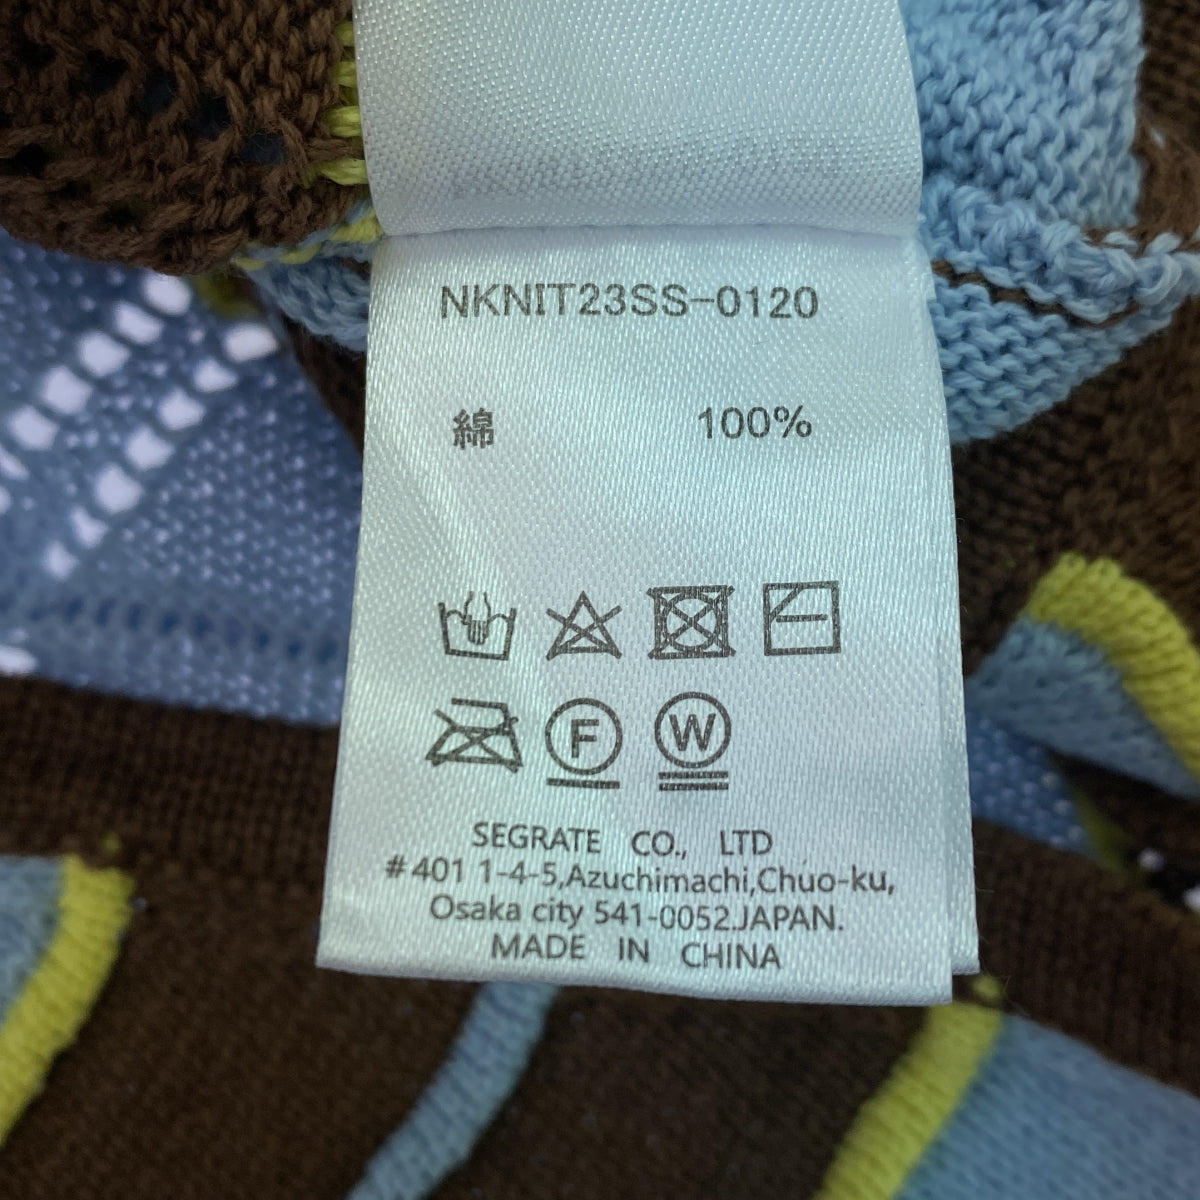 NKNIT23SS-0120
綿 100%
F W
SEGRATE CO., LTD
#401 1-4-5,Azuchimachi,Chuo-ku,
Osaka city 541-0052.JAPAN.
MADE IN CHINA